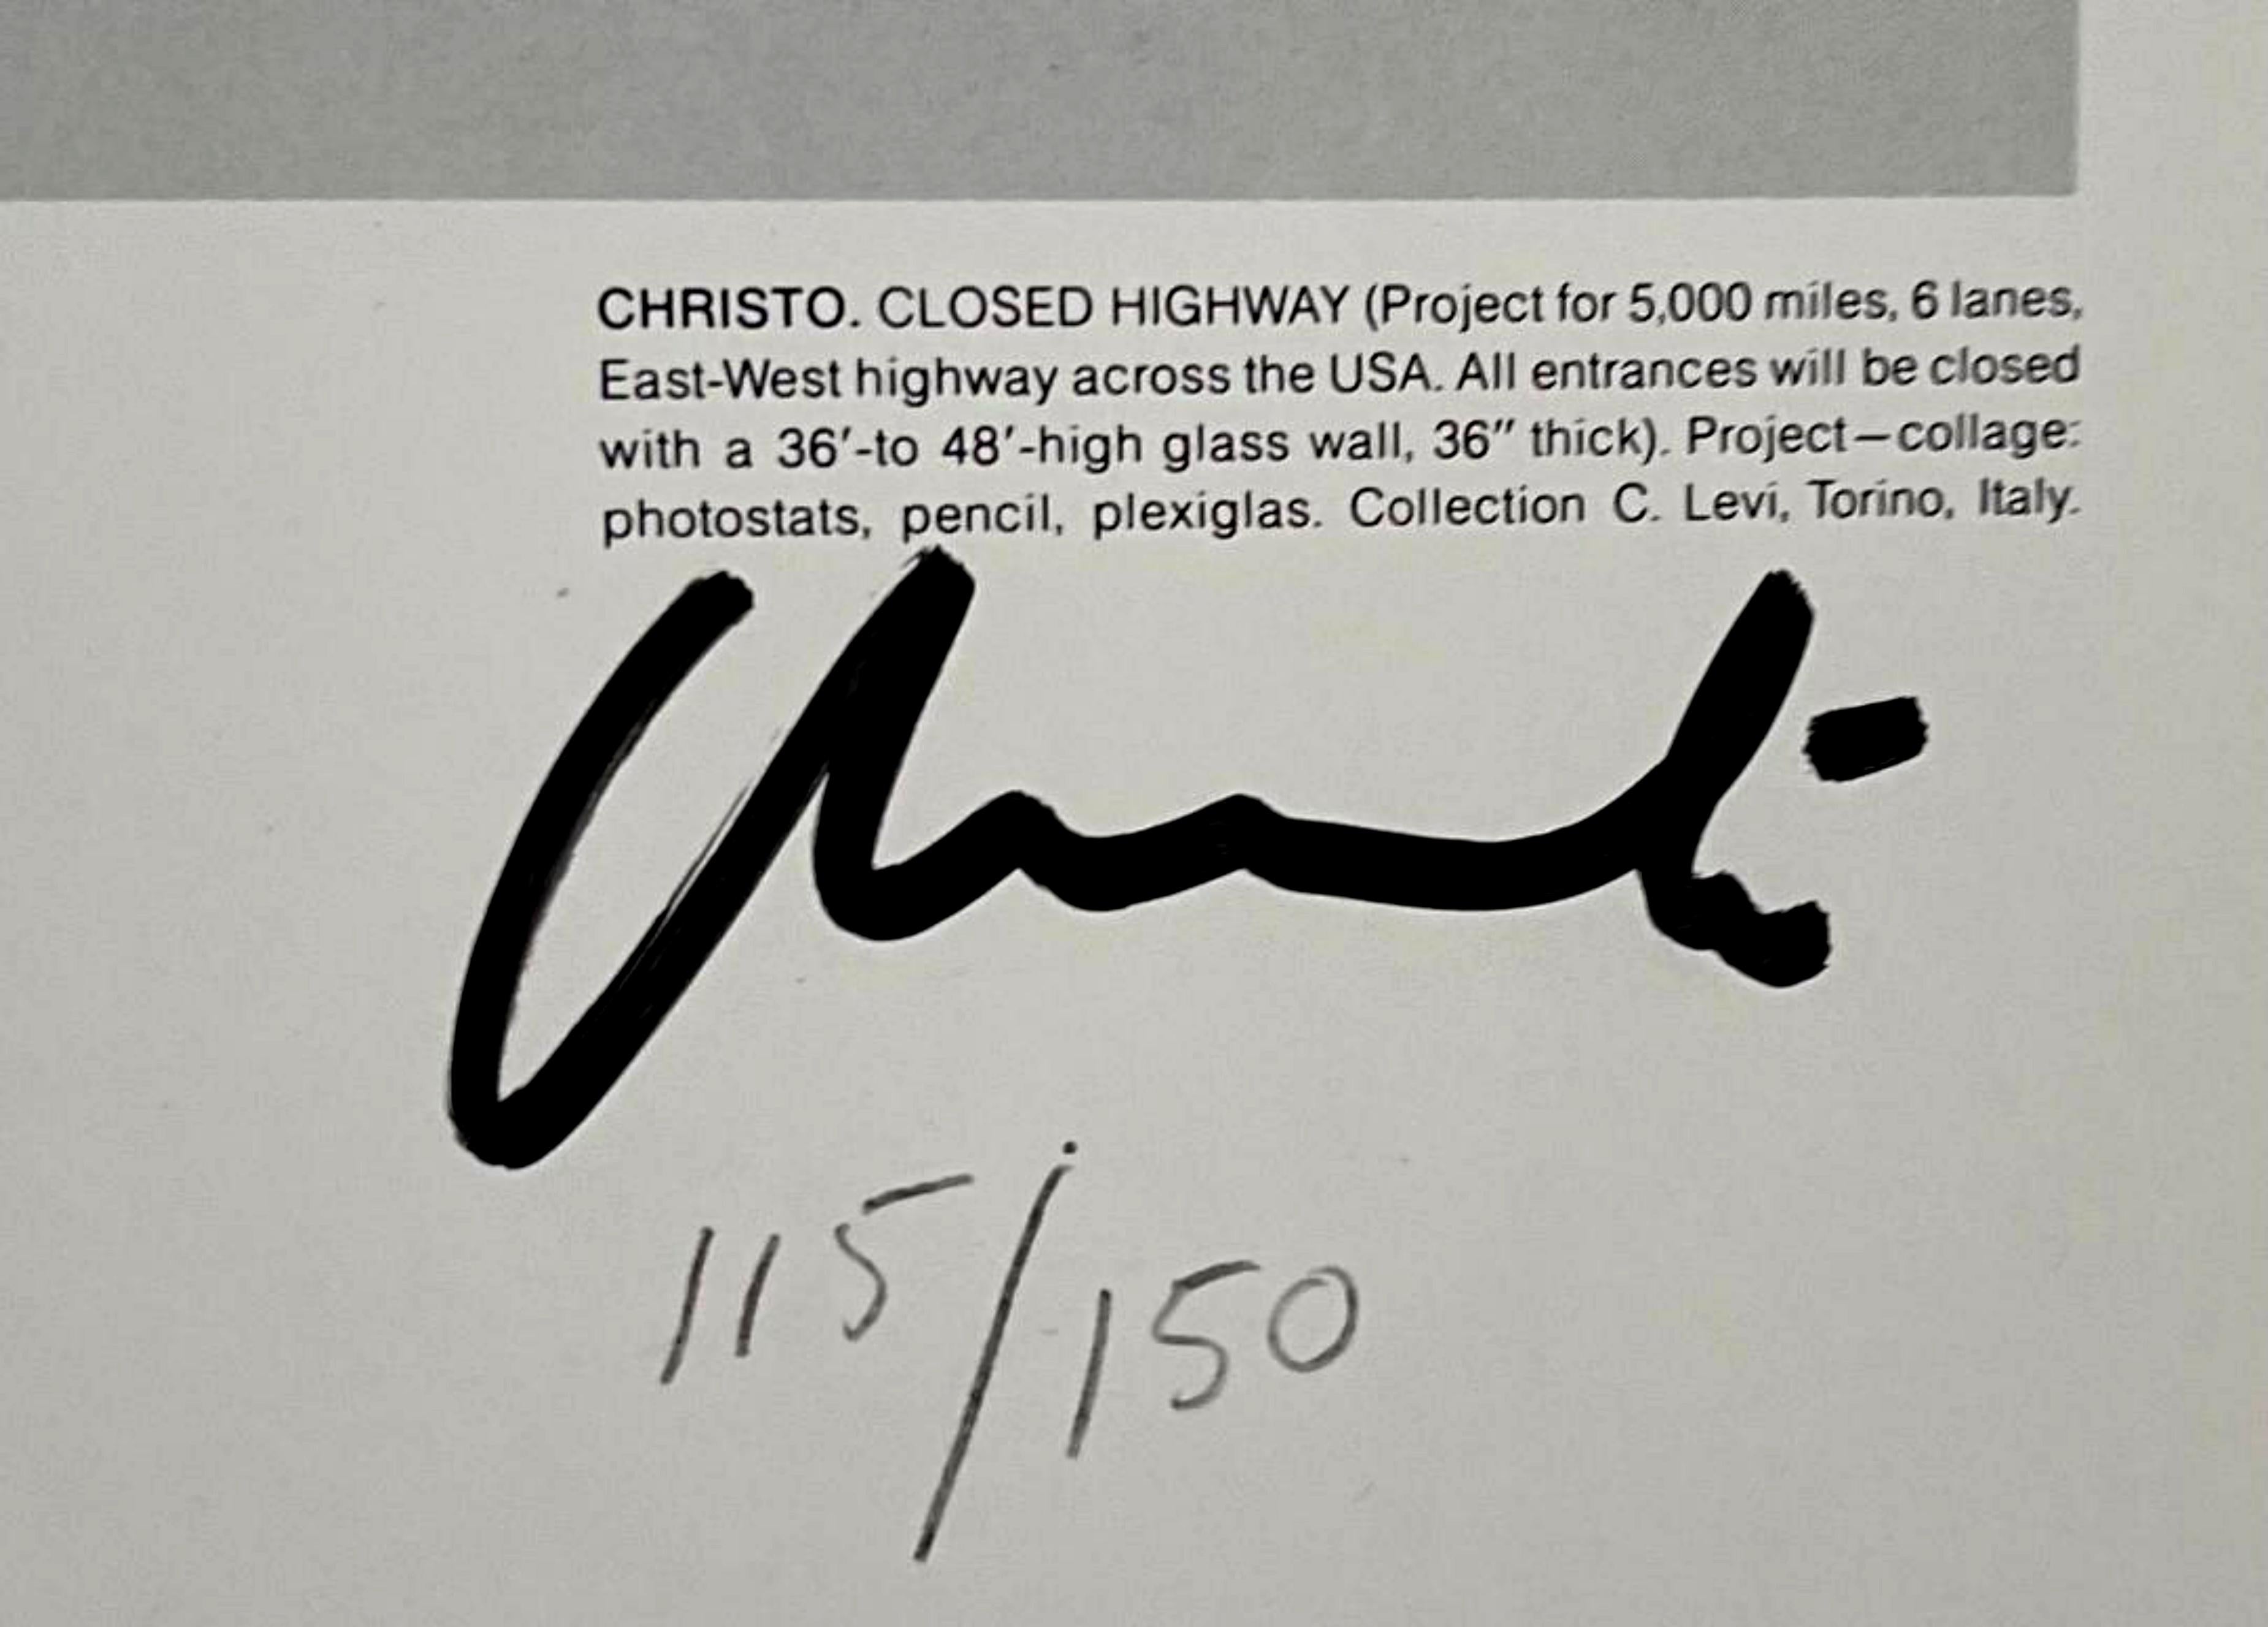 CHRISTO. CLOSED HIGHWAY (Project for 5,000 miles, 6 lanes,
East-West highway across the USA. All entrances will be closed
with a 36′-to 48′-high glass wall, 36″ thick). Project—collage:
photostats, pencil, plexiglas. Collection C. Levi, Torino, Italy.
Christo
115/150